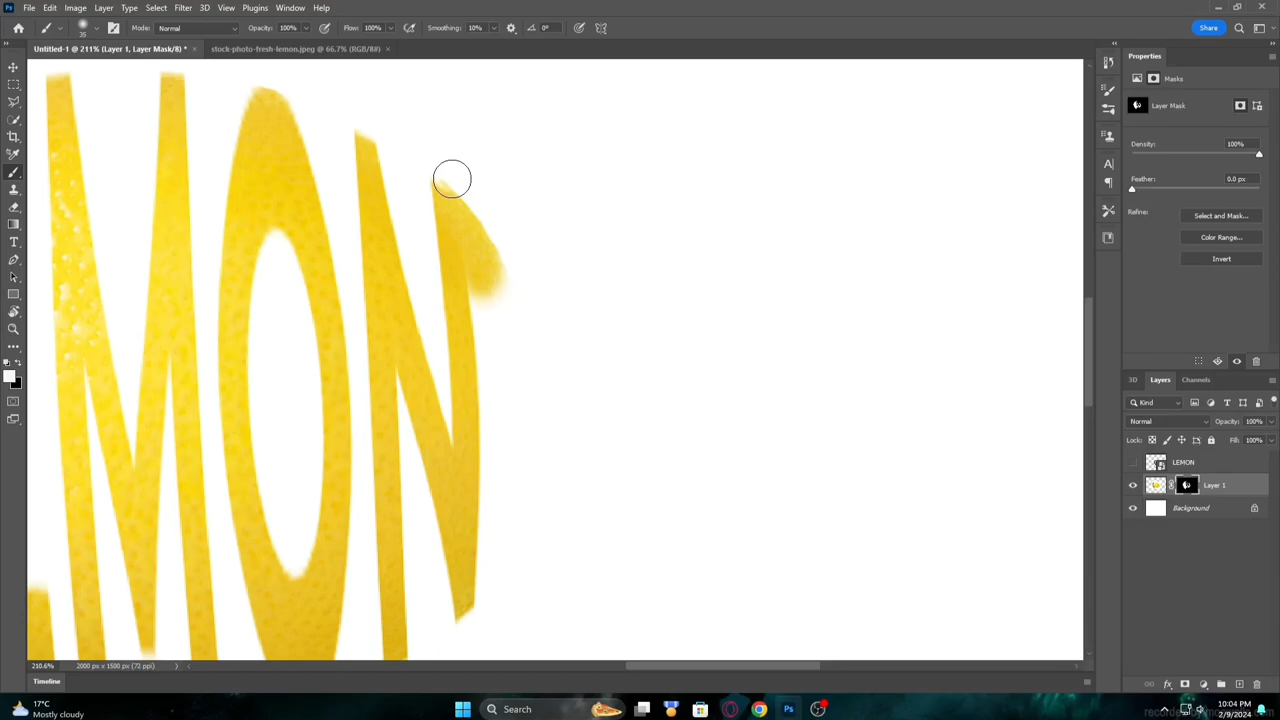 File Edit Image Layer Type Select Filter 3D View Plugins Window Help
35 Mode: Normal Opacity: 100% Flow: 100% Smoothing: 10% 0° Share
Untitled-1 @ 211% (Layer 1, Layer Mask/8) * × stock-photo-fresh-lemon.jpeg @ 66.7% (RGB/8#) ×
Properties
Masks
Layer Mask
Density: 100%
Feather: 0.0 px
Refine: Select and Mask...
Color Range...
Invert
MON
3D Layers Channels
Kind
Normal Opacity: 100%
Lock: Fill: 100%
LEMON
Layer 1
Background
210.6% 2000 px x 1500 px (72 ppi)
Timeline
17°C
Mostly cloudy
Search
10:04 PM
2/9/2024